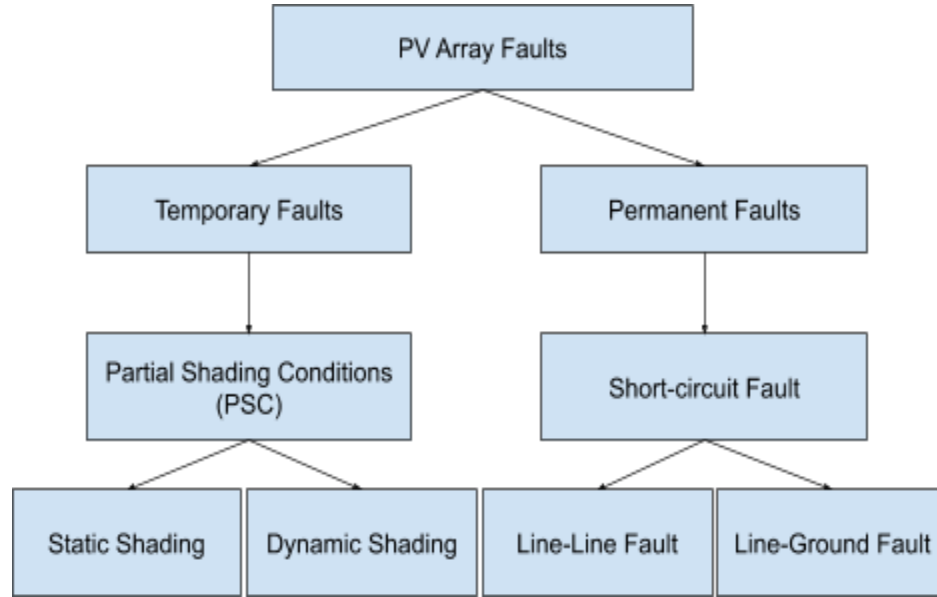 PV Array Faults
Temporary Faults
Permanent Faults
Partial Shading Conditions
(PSC)
Short-circuit Fault
Static Shading
Dynamic Shading
Line-Line Fault
Line-Ground Fault